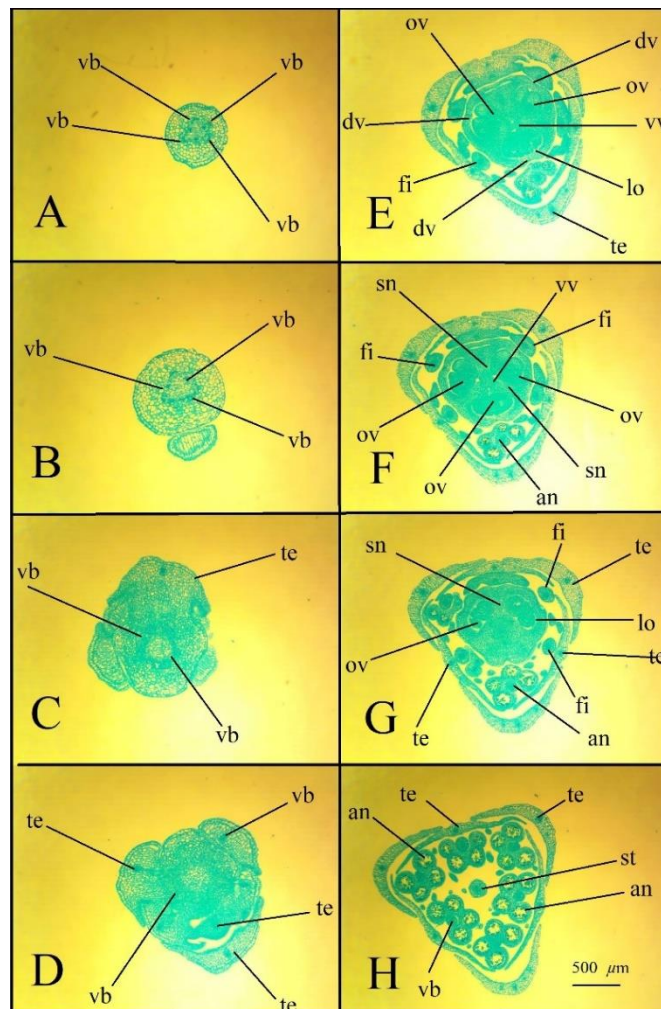 vb vb
vb
vb
A
vb
vb
vb
B
te
vb
vb
C
vb
te
te
vb
te
D
ov
dv
ov
dv
vv
fi
lo
dv
te
E
sn
vv
fi
fi
ov
ov
sn
ov
an
F
fi
te
sn
lo
ov
te
te
fi
an
G
te
te
an
st
an
vb
H
500 µm